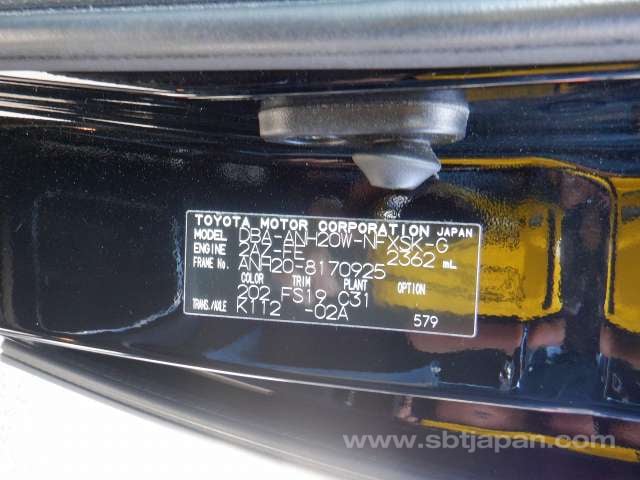 TOYOTA MOTOR CORPORATION JAPAN
MODEL DBA-ANH20W-NFXSK-G
ENGINE 2AZ-FE 2362 mL
FRAME NO. ANH20-8170925
COLOR TRIM PLANT OPTION
202 FS19 C31
TRANS./AXLE K112 -02A
579
www.sbtjapan.com